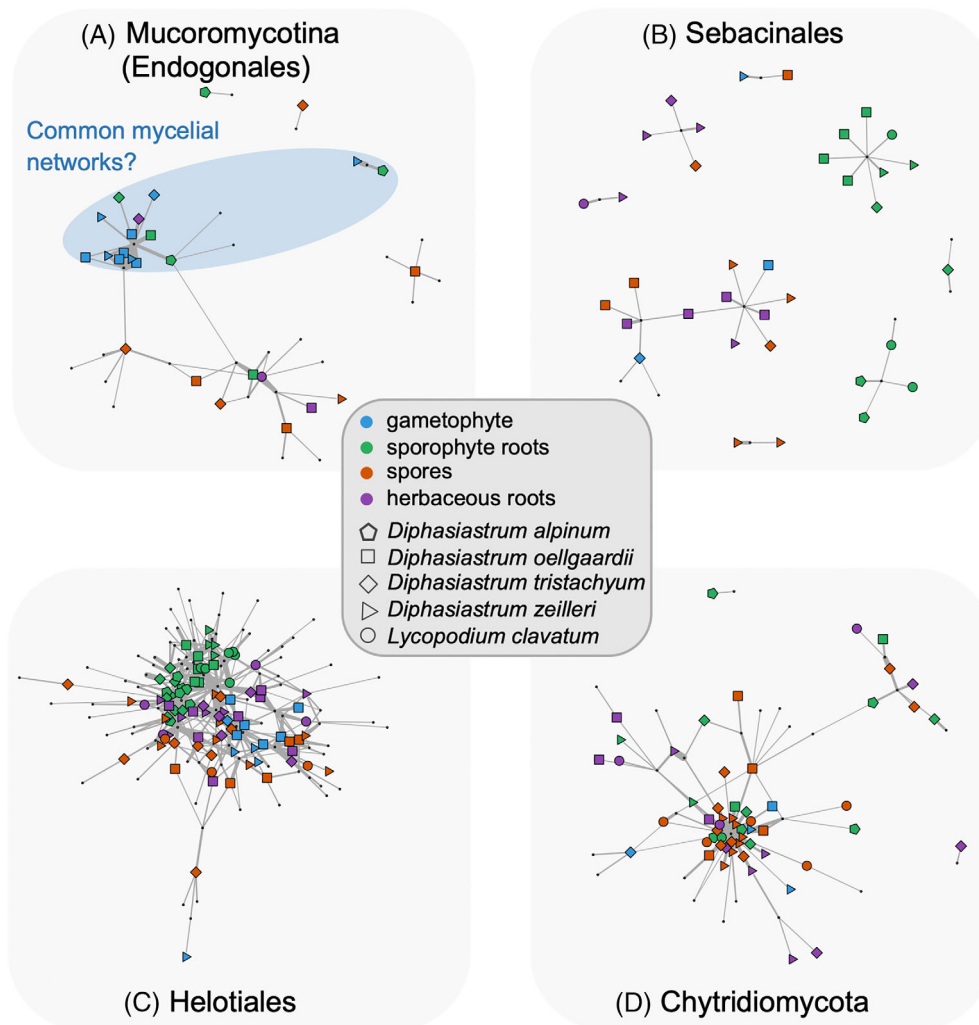 (A) Mucoromycotina
(Endogonales)
Common mycelial
networks?
(B) Sebacinales
gametophyte
sporophyte roots
spores
herbaceous roots
Diphasiastrum alpinum
Diphasiastrum oellgaardii
Diphasiastrum tristachyum
Diphasiastrum zeilleri
Lycopodium clavatum
(C) Helotiales
(D) Chytridiomycota